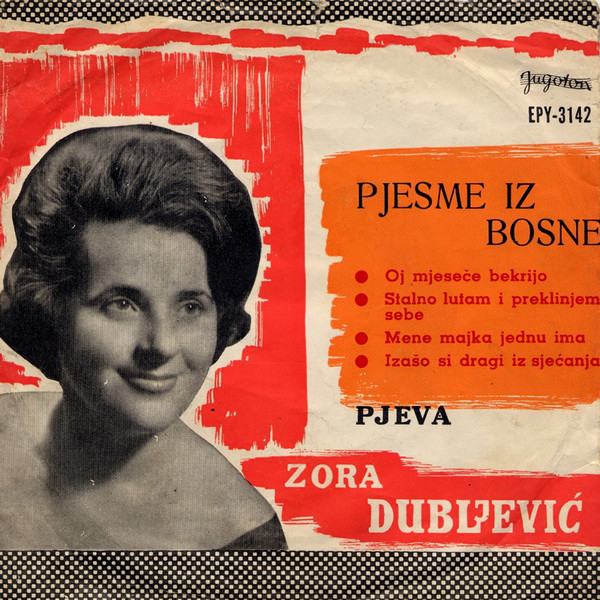 Jugoton
EPY-3142
PJESME IZ
BOSNE
Oj mjeseče bekrijo
Stalno lutam i preklinjem
sebe
Mene majka jednu ima
Izašo si dragi iz sjećanja
PJEVA
ZORA
DUBLJEVIĆ